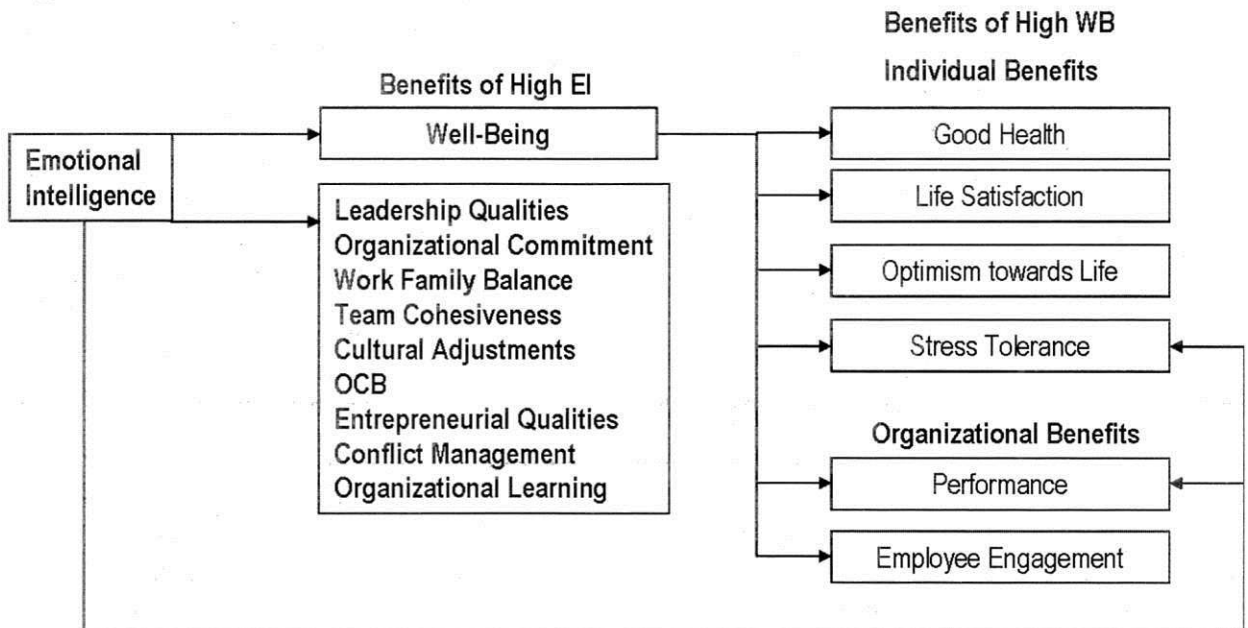 Benefits of High WB
Individual Benefits
Benefits of High EI
Well-Being
Good Health
Emotional
Intelligence
Life Satisfaction
Leadership Qualities
Organizational Commitment
Work Family Balance
Team Cohesiveness
Cultural Adjustments
OCB
Entrepreneurial Qualities
Conflict Management
Organizational Learning
Optimism towards Life
Stress Tolerance
Organizational Benefits
Performance
Employee Engagement